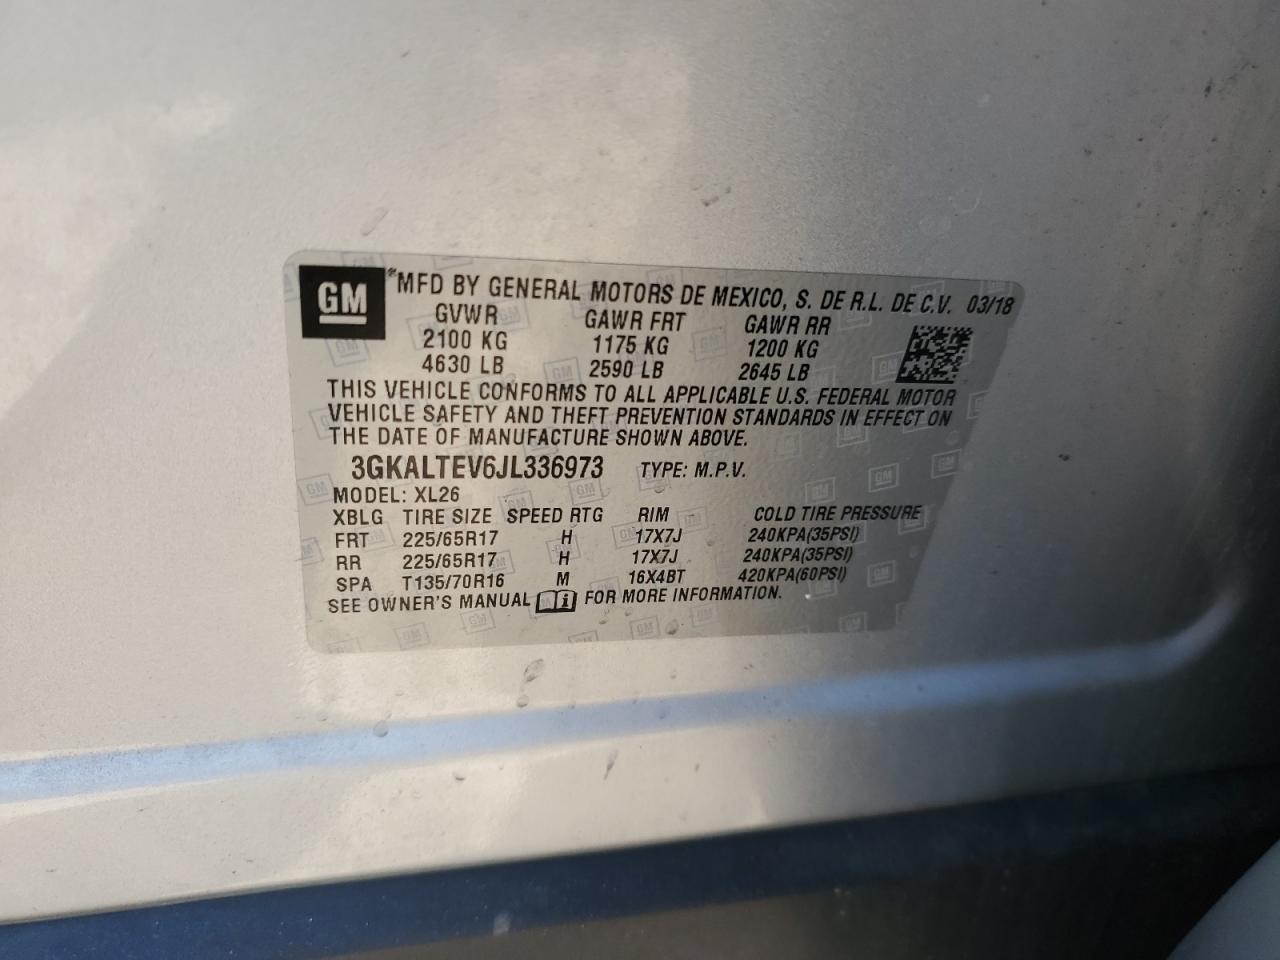 GM
*MFD BY GENERAL MOTORS DE MEXICO, S. DE R.L. DE C.V. 03/18
GVWR GAWR FRT GAWR RR
2100 KG 1175 KG 1200 KG
4630 LB 2590 LB 2645 LB
THIS VEHICLE CONFORMS TO ALL APPLICABLE U.S. FEDERAL MOTOR
VEHICLE SAFETY AND THEFT PREVENTION STANDARDS IN EFFECT ON
THE DATE OF MANUFACTURE SHOWN ABOVE.
3GKALTEV6JL336973 TYPE: M.P.V.
MODEL: XL26
XBLG TIRE SIZE SPEED RTG RIM COLD TIRE PRESSURE
FRT 225/65R17 H 17X7J 240KPA(35PSI)
RR 225/65R17 H 17X7J 240KPA(35PSI)
SPA T135/70R16 M 16X4BT 420KPA(60PSI)
SEE OWNER'S MANUAL i FOR MORE INFORMATION.